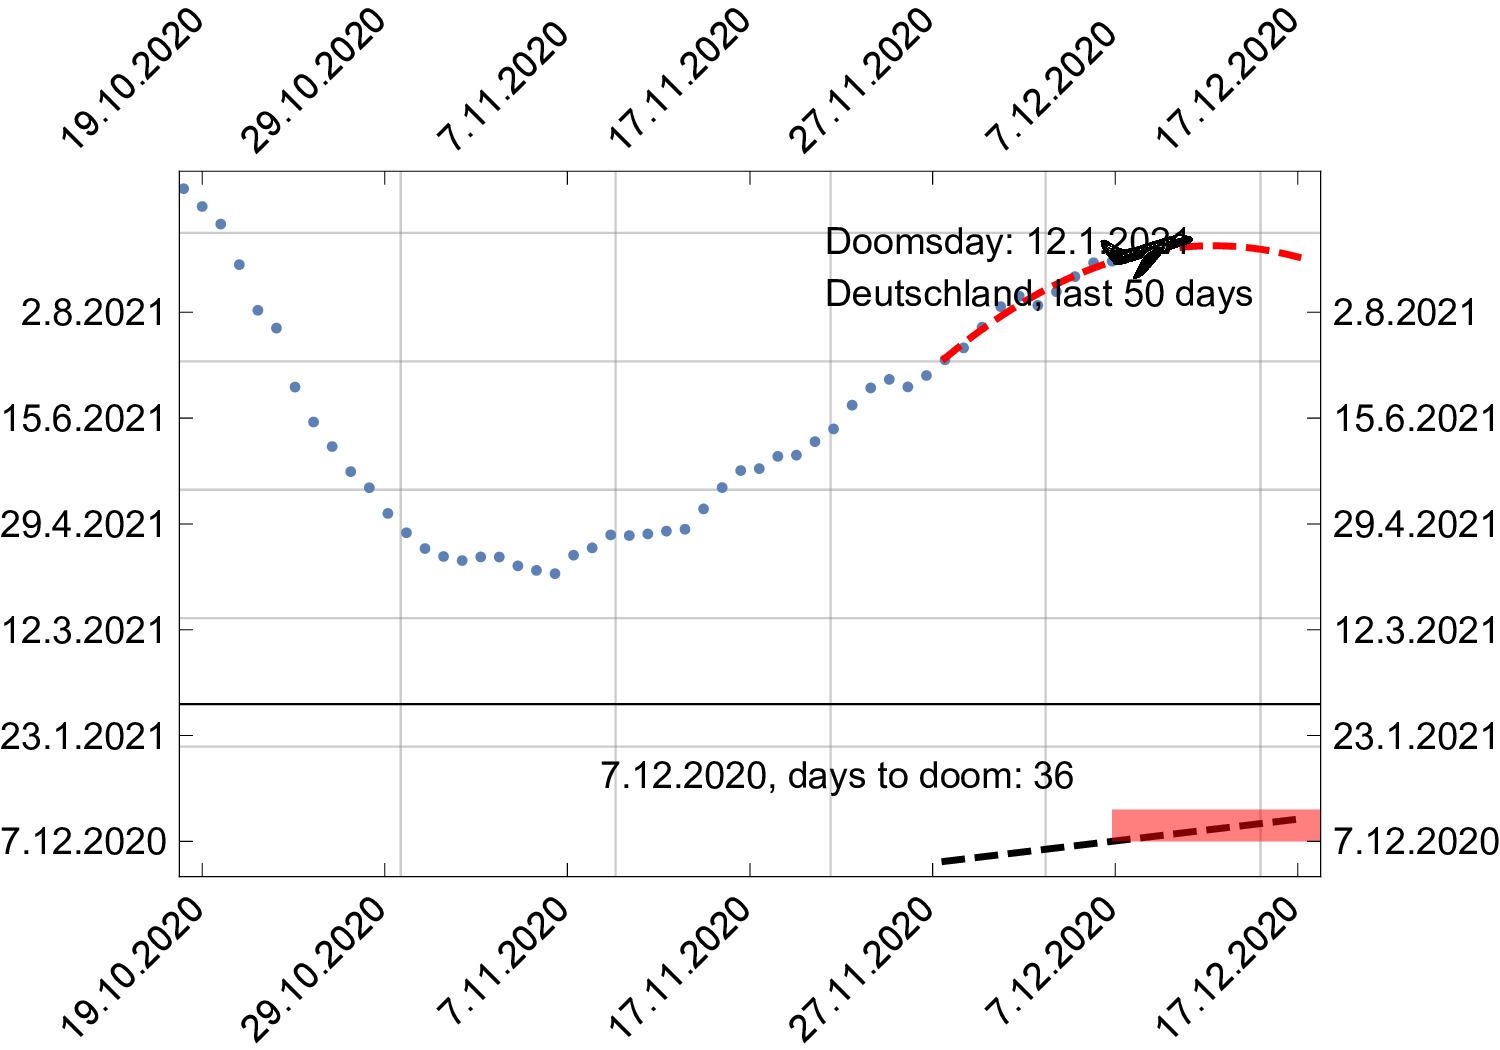 19.10.2020 29.10.2020 7.11.2020 17.11.2020 27.11.2020 7.12.2020 17.12.2020
Doomsday: 12.1.2021
Deutschland, last 50 days
2.8.2021 2.8.2021
15.6.2021 15.6.2021
29.4.2021 29.4.2021
12.3.2021 12.3.2021
23.1.2021 23.1.2021
7.12.2020, days to doom: 36
7.12.2020 7.12.2020
19.10.2020 29.10.2020 7.11.2020 17.11.2020 27.11.2020 7.12.2020 17.12.2020